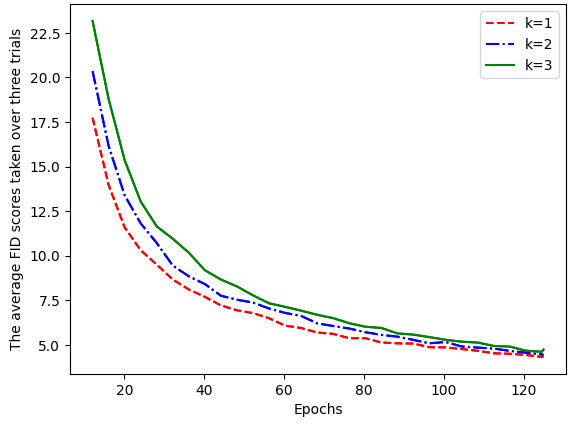 The average FID scores taken over three trials
22.5
20.0
17.5
15.0
12.5
10.0
7.5
5.0
20 40 60 80 100 120
Epochs
k=1
k=2
k=3